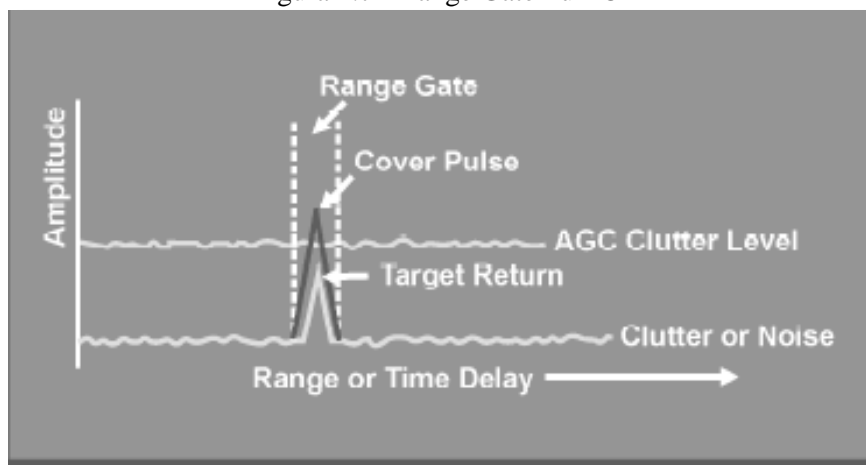 Range Gate
Cover Pulse
Amplitude
AGC Clutter Level
Target Return
Clutter or Noise
Range or Time Delay